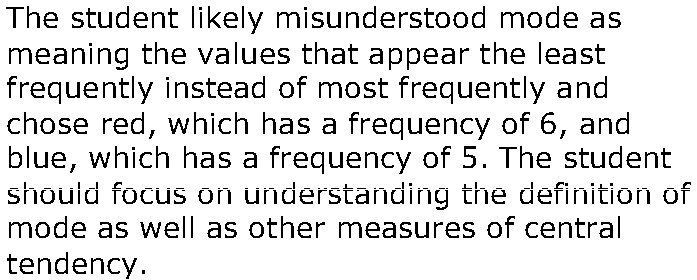 The student likely misunderstood mode as
meaning the values that appear the least
frequently instead of most frequently and
chose red, which has a frequency of 6, and
blue, which has a frequency of 5. The student
should focus on understanding the definition of
mode as well as other measures of central
tendency.